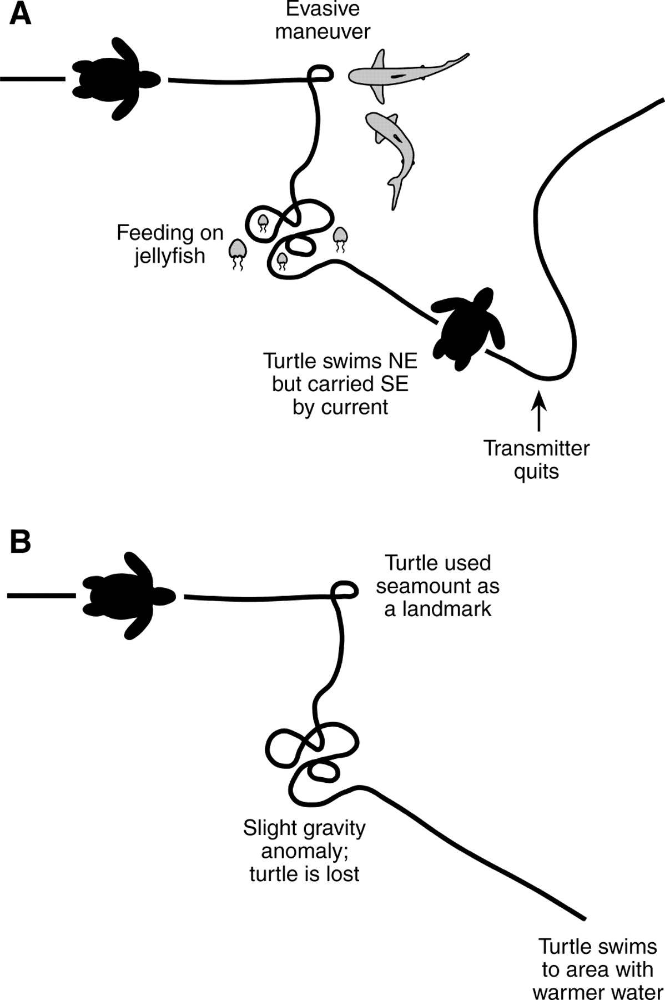 A
Evasive
maneuver
Feeding on
jellyfish
Turtle swims NE
but carried SE
by current
Transmitter
quits
B
Turtle used
seamount as
a landmark
Slight gravity
anomaly;
turtle is lost
Turtle swims
to area with
warmer water